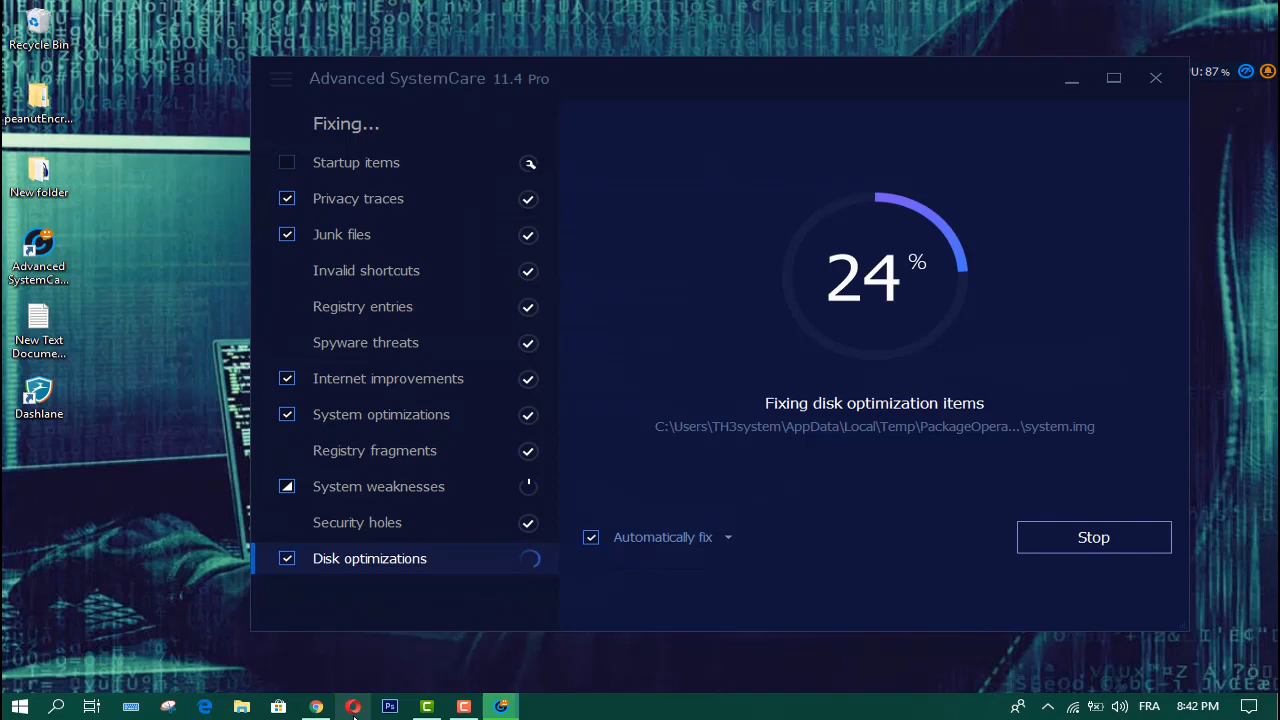 Recycle Bin
peanutEncr...
New folder
Advanced
SystemCa...
New Text
Docume...
Dashlane
Advanced SystemCare 11.4 Pro
U: 87 %
Fixing...
Startup items
Privacy traces
Junk files
Invalid shortcuts
Registry entries
Spyware threats
Internet improvements
System optimizations
Registry fragments
System weaknesses
Security holes
Disk optimizations
24 %
Fixing disk optimization items
C:\Users\TH3system\AppData\Local\Temp\PackageOpera...\system.img
Automatically fix
Stop
Ps
FRA
8:42 PM